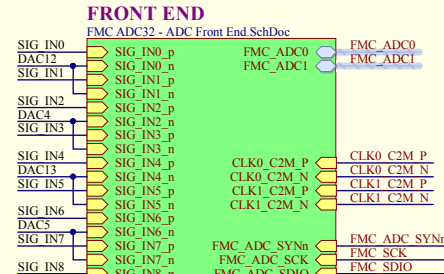 FRONT END
FMC ADC32 - ADC Front End.SchDoc
SIG_IN0
DAC12
SIG_IN1
SIG_IN2
DAC4
SIG_IN3
SIG_IN4
DAC13
SIG_IN5
SIG_IN6
DAC5
SIG_IN7
SIG_IN8
SIG_IN0_p
SIG_IN0_n
SIG_IN1_p
SIG_IN1_n
SIG_IN2_p
SIG_IN2_n
SIG_IN3_p
SIG_IN3_n
SIG_IN4_p
SIG_IN4_n
SIG_IN5_p
SIG_IN5_n
SIG_IN6_p
SIG_IN6_n
SIG_IN7_p
SIG_IN7_n
SIG_IN8_p
FMC_ADC0
FMC_ADC1
CLK0_C2M_P
CLK0_C2M_N
CLK1_C2M_P
CLK1_C2M_N
FMC_ADC_SYNn
FMC_ADC_SCK
FMC_ADC_SDIO
FMC_ADC0
FMC_ADC1
CLK0_C2M_P
CLK0_C2M_N
CLK1_C2M_P
CLK1_C2M_N
FMC_ADC_SYNn
FMC_SCK
FMC_SDIO